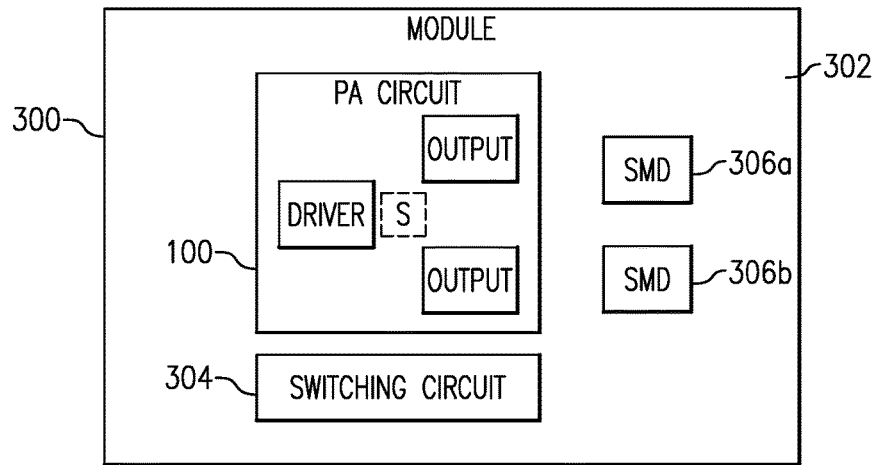 MODULE
302
PA CIRCUIT
300
OUTPUT
SMD
306a
DRIVER
S
100
OUTPUT
SMD
306b
304
SWITCHING CIRCUIT